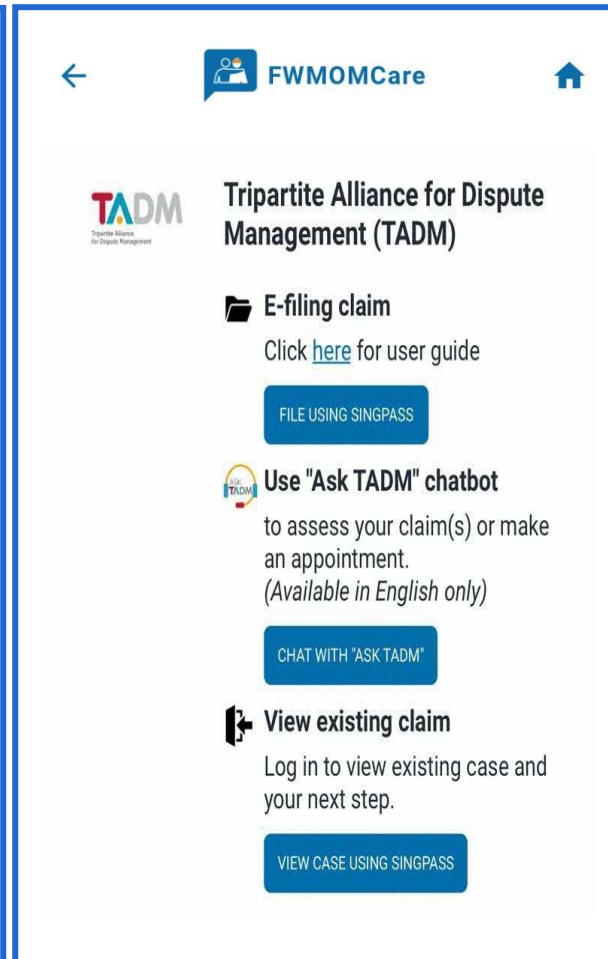 FWMOMCare
TADM
Tripartite Alliance
for Dispute Management
Tripartite Alliance for Dispute
Management (TADM)
E-filing claim
Click here for user guide
FILE USING SINGPASS
ASK
TADM
Use "Ask TADM" chatbot
to assess your claim(s) or make
an appointment.
(Available in English only)
CHAT WITH "ASK TADM"
View existing claim
Log in to view existing case and
your next step.
VIEW CASE USING SINGPASS